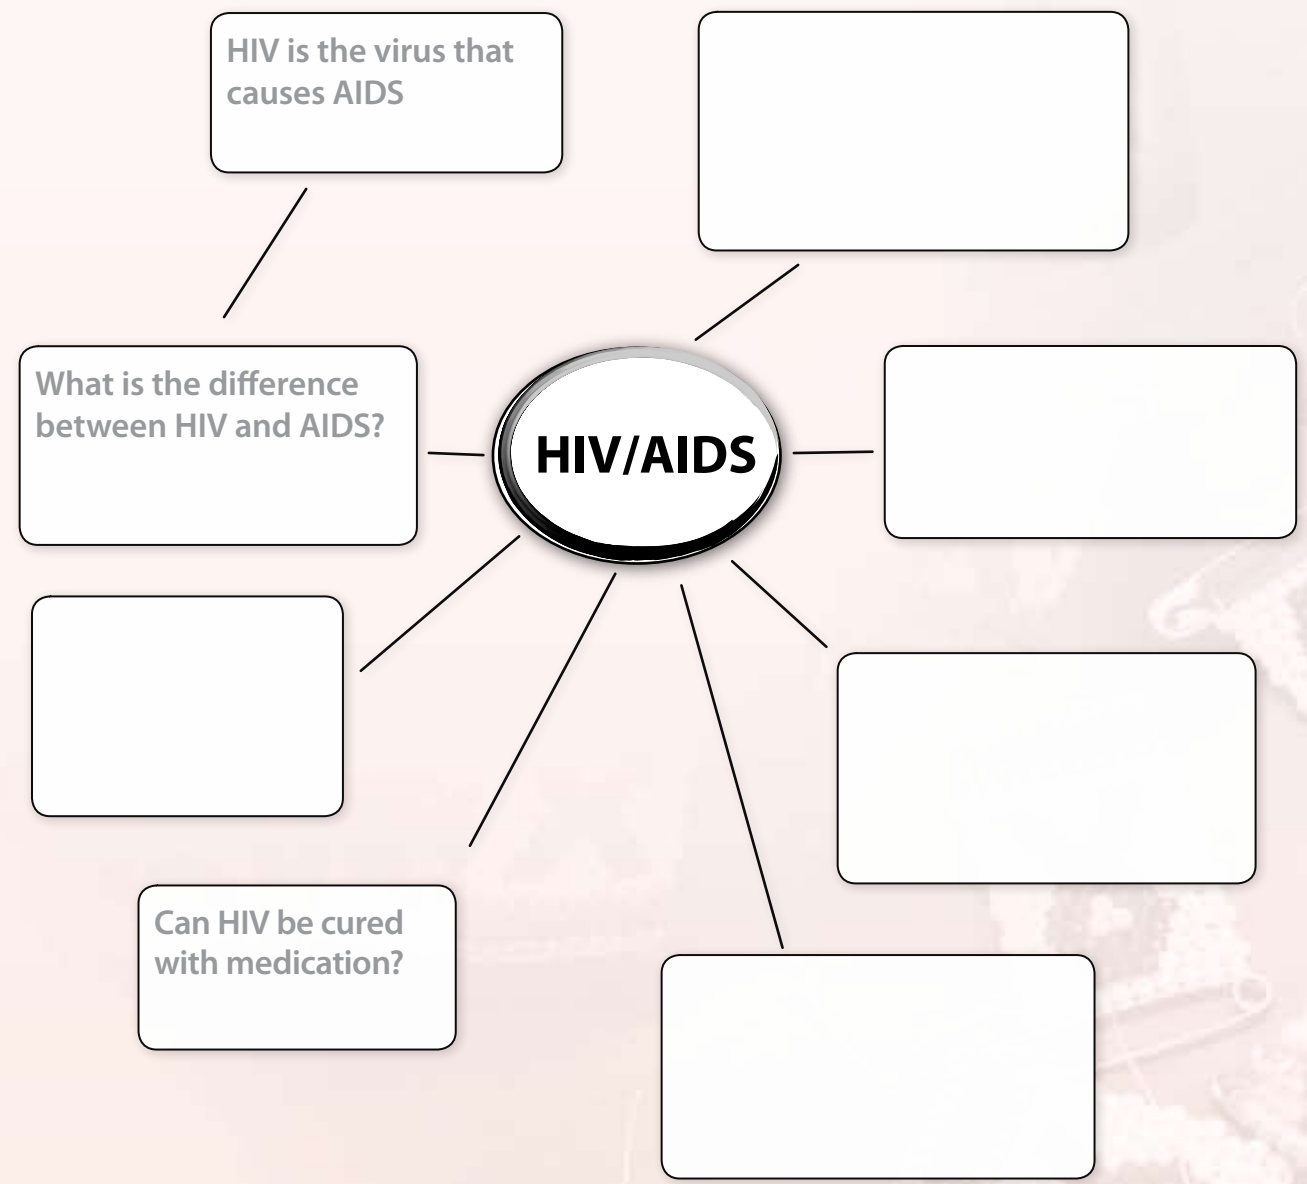 HIV is the virus that
causes AIDS
What is the difference
between HIV and AIDS?
HIV/AIDS
Can HIV be cured
with medication?